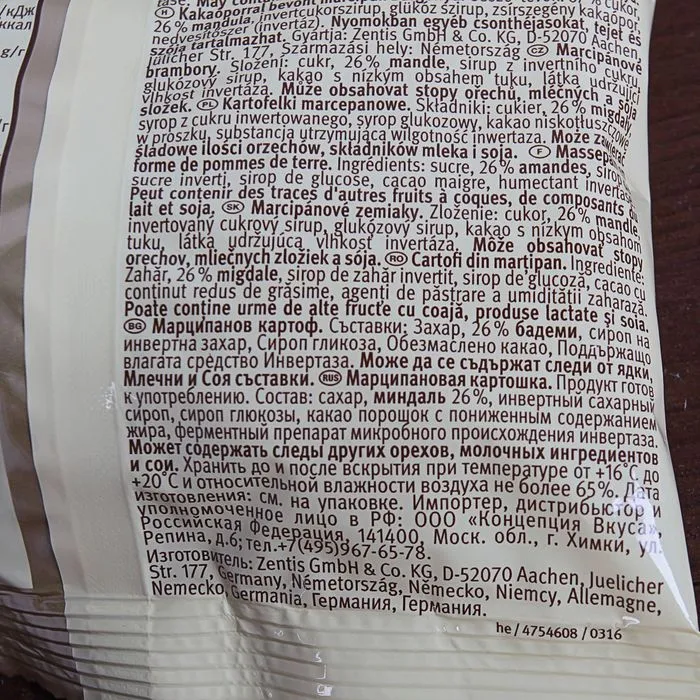 /кДж
ккал
g/г
/г
tase. May
cukor,
(H) Kakaóporral bevont
26 % mandula, invertcukorszirup, glükóz szirup, zsírszegény kakaópor,
nedvesítőszer (invertáz). Nyomokban egyéb csonthéjasokat, tejet és
szója tartalmazhat. Gyártja: Zentis GmbH & Co. KG, D-52070 Aachen,
Jülicher Str. 177, Származási hely: Németország (CZ) Marcipánové
brambory. Složení: cukr, 26 % mandle, sirup z invertního cukru,
glukózový sirup, kakao s nízkým obsahem tuku, látka udržující
vlhkost invertáza. Může obsahovat stopy ořechů, mléčných a sója
složek. (PL) Kartofelki marcepanowe. Składniki: cukier, 26 % migdały,
syrop z cukru inwertowanego, syrop glukozowy, kakao niskotłuszczowe
w proszku, substancja utrzymująca wilgotność inwertaza. Może zawierać
śladowe ilości orzechów, składników mleka i soja. (F) Massepain
forme de pommes de terre. Ingrédients: sucre, 26 % amandes, sirop
sucre inverti, sirop de glucose, cacao maigre, humectant invertase
Peut contenir des traces d'autres fruits à coques, de composants du
lait et soja. (SK) Marcipánové zemiaky. Zloženie: cukor, 26 % mandle,
invertovaný cukrový sirup, glukózový sirup, kakao s nízkým obsahom
tuku, látka udržujúca vlhkosť invertáza. Môže obsahovať stopy
orechov, mliečnych zložiek a sója. (RO) Cartofi din marțipan. Ingrediente:
Zahăr, 26 % migdale, sirop de zahăr invertit, sirop de glucoză, cacao cu
conținut redus de grăsime, agenți de păstrare a umidității zaharază.
Poate conține urme de alte fructe cu coajă, produse lactate și soia.
(BG) Марципанов картоф. Съставки: Захар, 26 % бадеми, сироп на
инвертна захар, Сироп гликоза, Обезмаслено какао, Поддържащо
влагата средство Инвертаза. Може да се съдържат следи от ядки,
Млечни и Соя съставки. (RUS) Марципановая картошка. Продукт готов
к употреблению. Состав: сахар, миндаль 26%, инвертный сахарный
сироп, сироп глюкозы, какао порошок с пониженным содержанием
жира, ферментный препарат микробного происхождения инвертаза.
Может содержать следы других орехов, молочных ингредиентов
и сои. Хранить до и после вскрытия при температуре от +16°С до
+20°С и относительной влажности воздуха не более 65%. Дата
изготовления: см. на упаковке. Импортер, дистрибьютор и
уполномоченное лицо в РФ: ООО «Концепция Вкуса»,
Российская Федерация, 141400, Моск. обл., г. Химки, ул.
Репина, д.6; тел.+7(495)967-65-78.
Изготовитель: Zentis GmbH & Co. KG, D-52070 Aachen, Juelicher
Str. 177, Germany, Németország, Německo, Niemcy, Allemagne,
Nemecko, Germania, Германия, Германия.
he / 4754608 / 0316